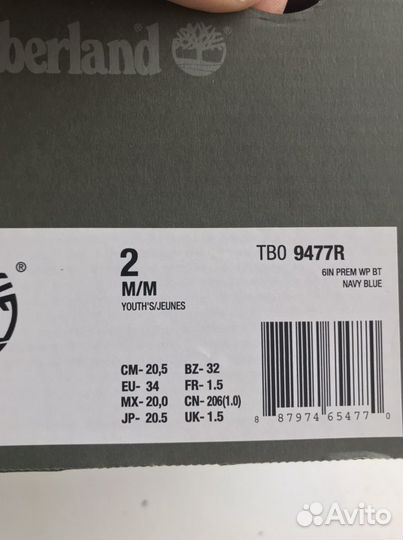 berland
®
2
M/M
YOUTH'S/JEUNES
TB0 9477R
6IN PREM WP BT
NAVY BLUE
CM- 20,5 BZ- 32
EU- 34 FR- 1.5
MX- 20,0 CN- 206(1.0)
JP- 20.5 UK- 1.5
8 87974 65477 0
Avito